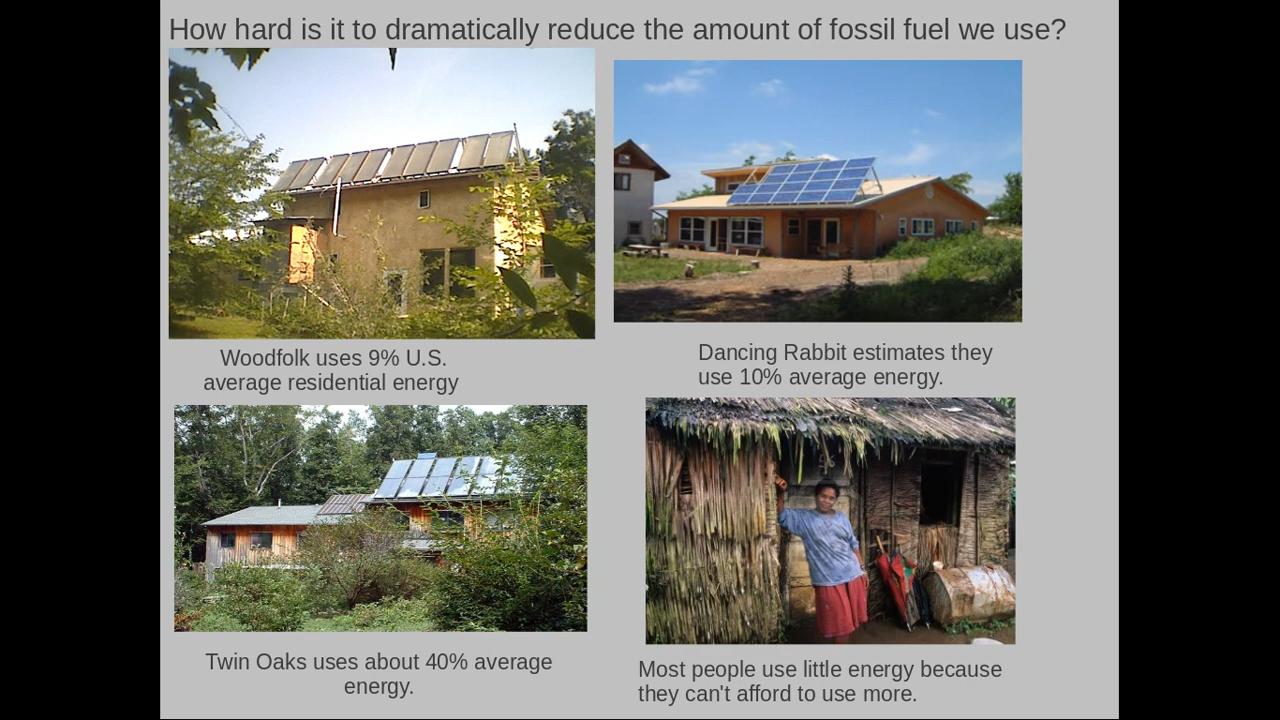 How hard is it to dramatically reduce the amount of fossil fuel we use?
Woodfolk uses 9% U.S.
average residential energy
Dancing Rabbit estimates they
use 10% average energy.
Twin Oaks uses about 40% average
energy.
Most people use little energy because
they can't afford to use more.